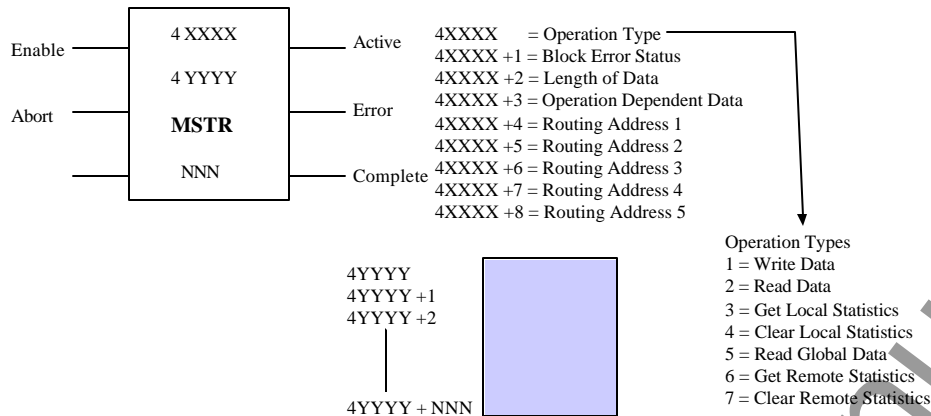 Enable
Abort
4 XXXX
4 YYYY
MSTR
NNN
Active
Error
Complete
4XXXX = Operation Type
4XXXX +1 = Block Error Status
4XXXX +2 = Length of Data
4XXXX +3 = Operation Dependent Data
4XXXX +4 = Routing Address 1
4XXXX +5 = Routing Address 2
4XXXX +6 = Routing Address 3
4XXXX +7 = Routing Address 4
4XXXX +8 = Routing Address 5
Operation Types
1 = Write Data
2 = Read Data
3 = Get Local Statistics
4 = Clear Local Statistics
5 = Read Global Data
6 = Get Remote Statistics
7 = Clear Remote Statistics
4YYYY
4YYYY +1
4YYYY +2
4YYYY + NNN